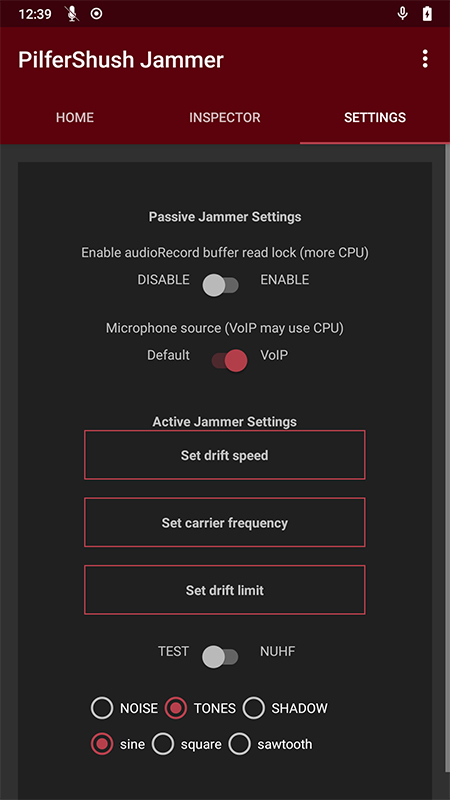 12:39
PilferShush Jammer
HOME INSPECTOR SETTINGS
Passive Jammer Settings
Enable audioRecord buffer read lock (more CPU)
DISABLE ENABLE
Microphone source (VoIP may use CPU)
Default VoIP
Active Jammer Settings
Set drift speed
Set carrier frequency
Set drift limit
TEST NUHF
NOISE TONES SHADOW
sine square sawtooth